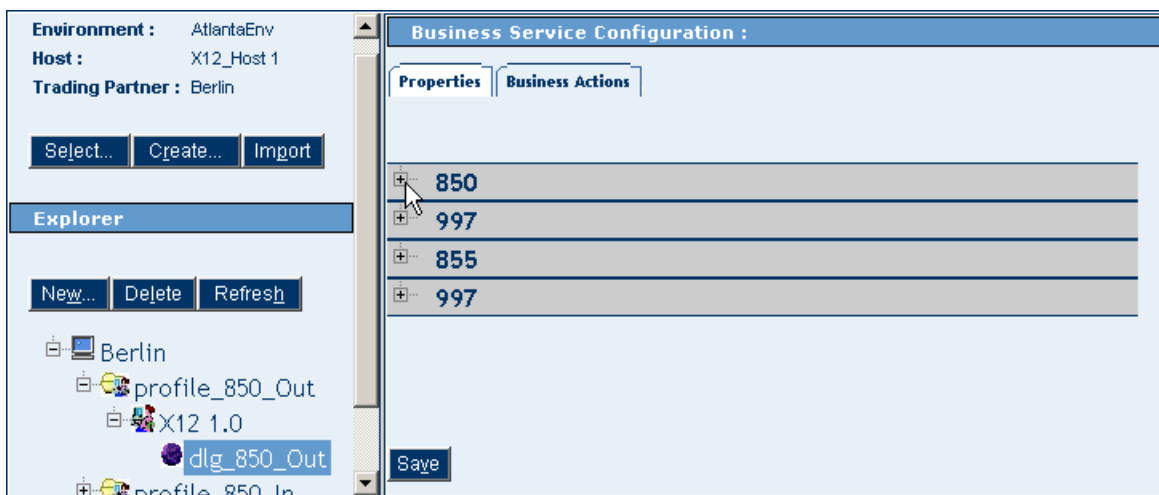 Environment : AtlantaEnv
Host : X12_Host 1
Trading Partner : Berlin
Select... Create... Import
Explorer
New... Delete Refresh
Berlin
profile_850_Out
X12 1.0
dlg_850_Out
profile_850_In
Business Service Configuration :
Properties Business Actions
850
997
855
997
Save